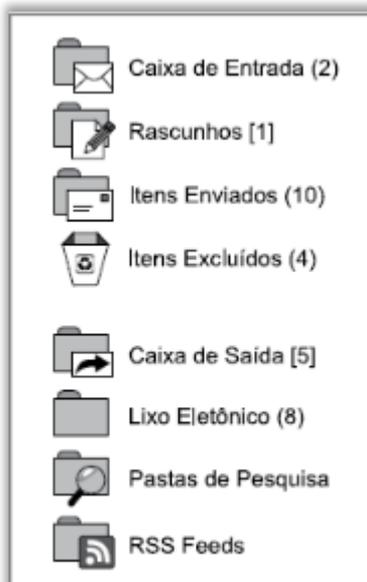 Caixa de Entrada (2)
Rascunhos [1]
Itens Enviados (10)
Itens Excluídos (4)
Caixa de Saída [5]
Lixo Eletônico (8)
Pastas de Pesquisa
RSS Feeds